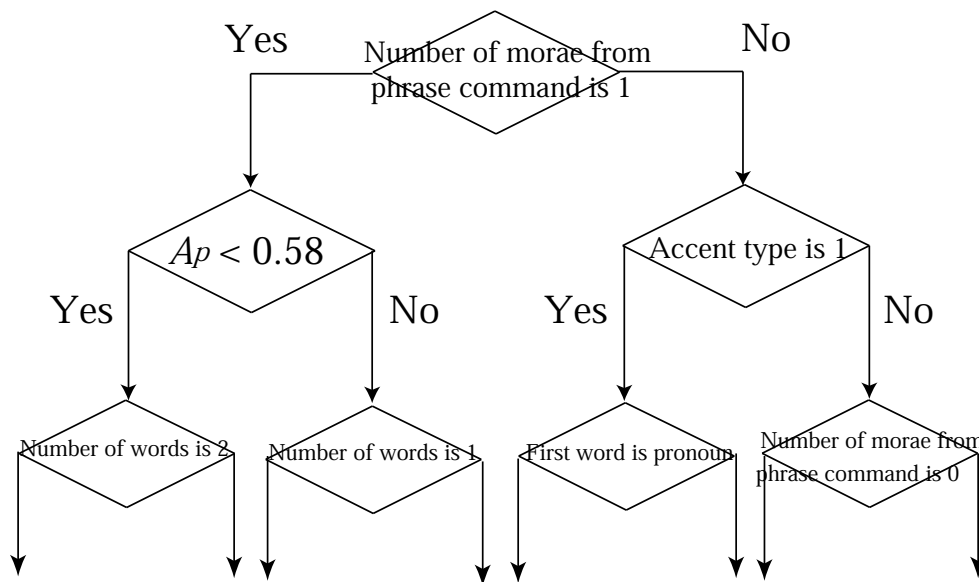 Yes
Number of morae from
phrase command is 1
No
Ap < 0.58
Accent type is 1
Yes
No
Yes
No
Number of words is 2
Number of words is 1
First word is pronoun
Number of morae from
phrase command is 0